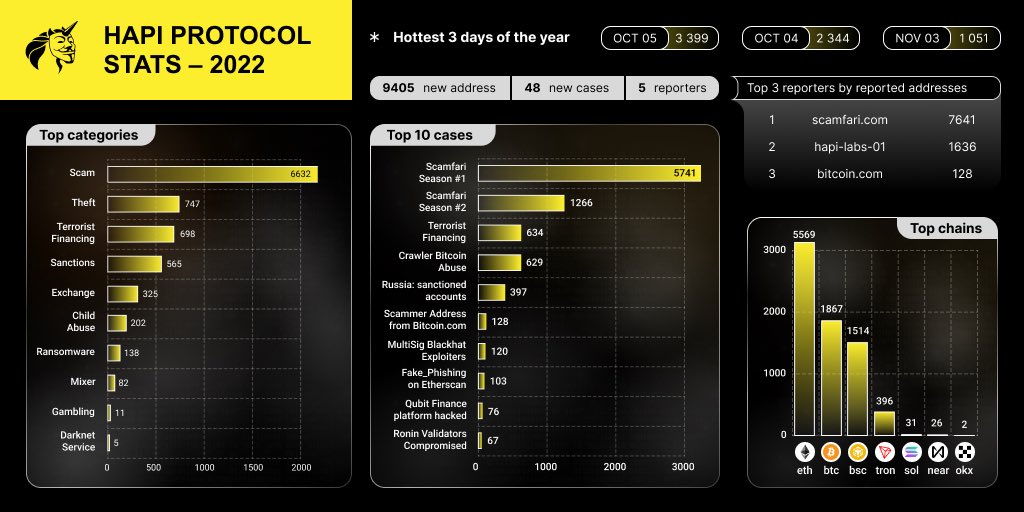 HAPI PROTOCOL
STATS – 2022
* Hottest 3 days of the year
OCT 05 3 399
OCT 04 2 344
NOV 03 1 051
9405 new address 48 new cases 5 reporters
Top 3 reporters by reported addresses
1 scamfari.com 7641
2 hapi-labs-01 1636
3 bitcoin.com 128
Top categories
Scam 6632
Theft 747
Terrorist
Financing 698
Sanctions 565
Exchange 325
Child
Abuse 202
Ransomware 138
Mixer 82
Gambling 11
Darknet
Service 5
0 500 1000 2000
Top 10 cases
Scamfari
Season #1 5741
Scamfari
Season #2 1266
Terrorist
Financing 634
Crawler Bitcoin
Abuse 629
Russia: sanctioned
accounts 397
Scammer Address
from Bitcoin.com 128
MultiSig Blackhat
Exploiters 120
Fake_Phishing
on Etherscan 103
Qubit Finance
platform hacked 76
Ronin Validators
Compromised 67
0 1000 2000 3000
Top chains
3000
2000
1000
0
5569 1867 1514 396 31 26 2
eth btc bsc tron sol near okx